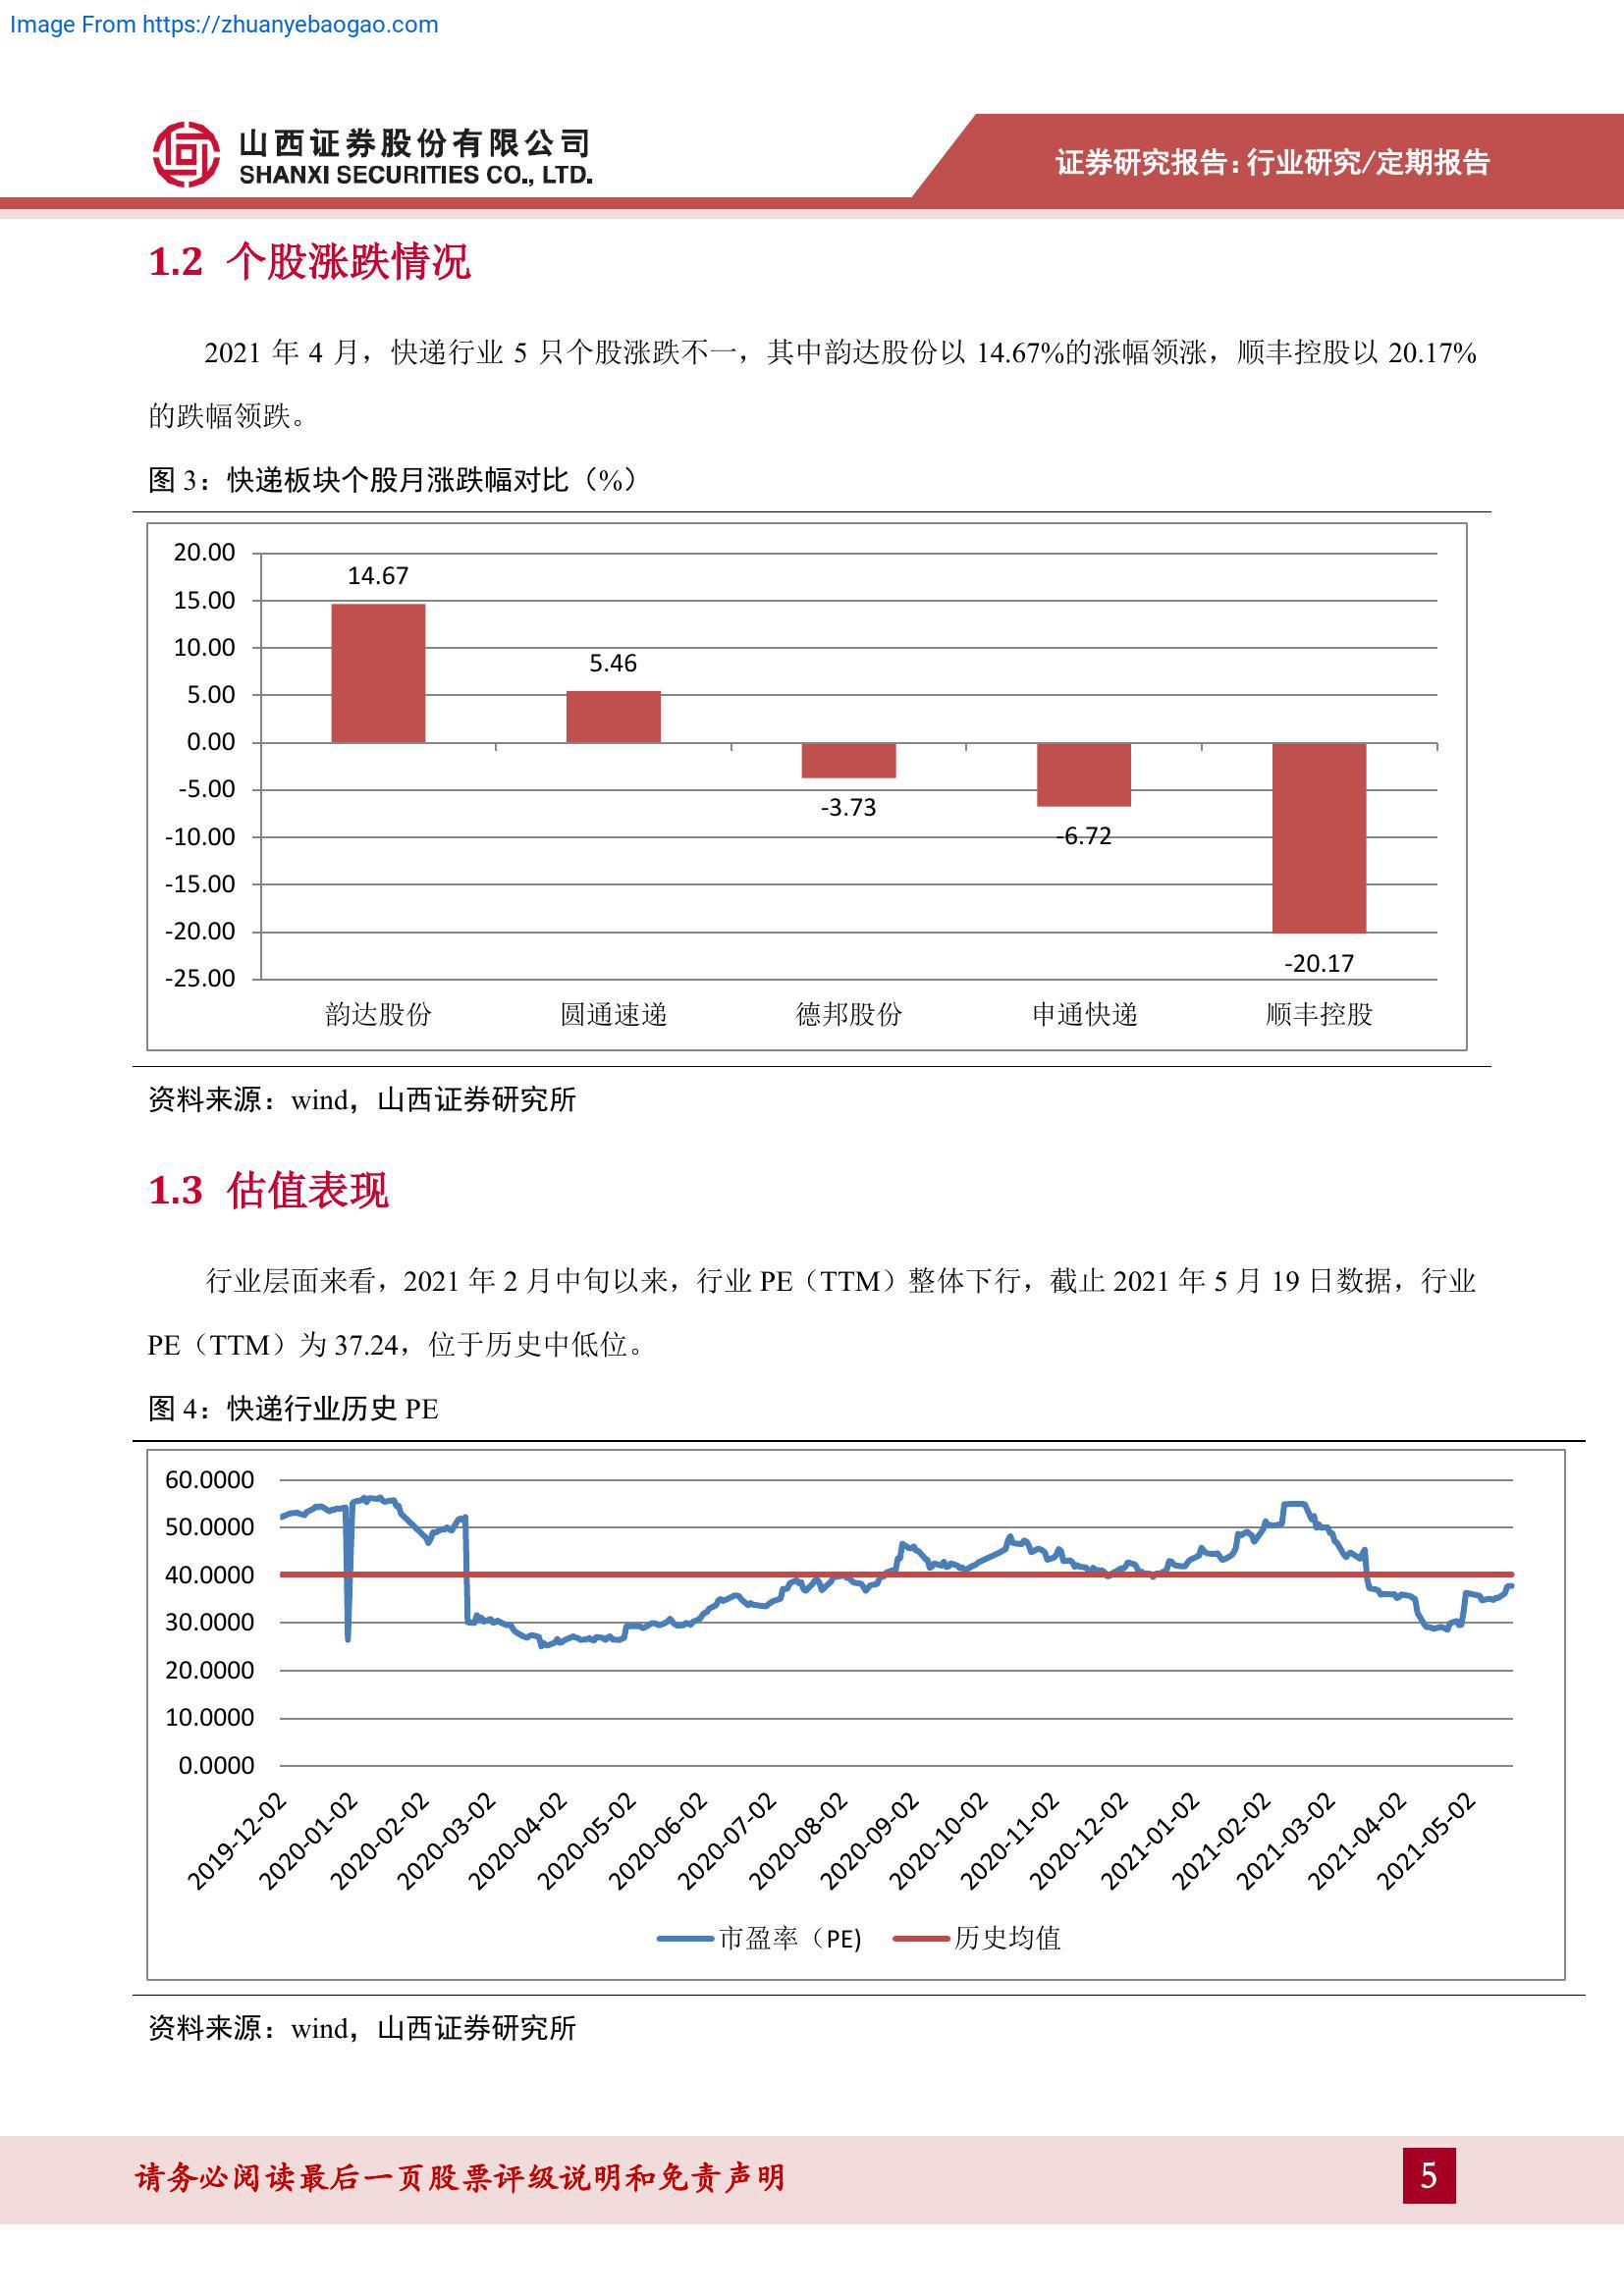 Image From https://zhuanyebaogao.com
山西证券股份有限公司
SHANXI SECURITIES CO., LTD.
证券研究报告:行业研究/定期报告
1.2 个股涨跌情况
2021 年 4 月，快递行业 5 只个股涨跌不一，其中韵达股份以 14.67%的涨幅领涨，顺丰控股以 20.17%
的跌幅领跌。
图 3：快递板块个股月涨跌幅对比（%）
20.00
15.00
10.00
5.00
0.00
-5.00
-10.00
-15.00
-20.00
-25.00
14.67
5.46
-3.73
-6.72
-20.17
韵达股份
圆通速递
德邦股份
申通快递
顺丰控股
资料来源：wind，山西证券研究所
1.3 估值表现
行业层面来看，2021 年 2 月中旬以来，行业 PE（TTM）整体下行，截止 2021 年 5 月 19 日数据，行业
PE（TTM）为 37.24，位于历史中低位。
图 4：快递行业历史 PE
60.0000
50.0000
40.0000
30.0000
20.0000
10.0000
0.0000
2019-12-02
2020-01-02
2020-02-02
2020-03-02
2020-04-02
2020-05-02
2020-06-02
2020-07-02
2020-08-02
2020-09-02
2020-10-02
2020-11-02
2020-12-02
2021-01-02
2021-02-02
2021-03-02
2021-04-02
2021-05-02
市盈率（PE)
历史均值
资料来源：wind，山西证券研究所
请务必阅读最后一页股票评级说明和免责声明
5